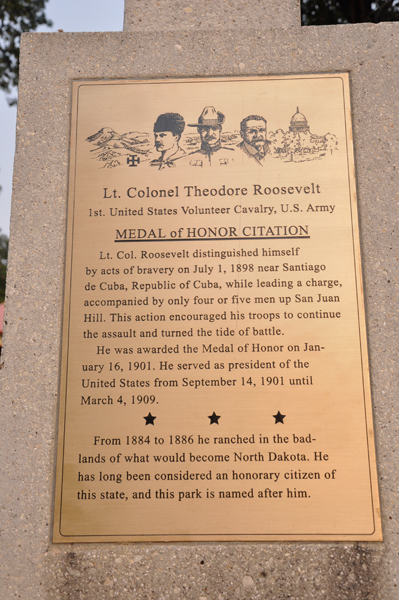 Lt. Colonel Theodore Roosevelt
1st. United States Volunteer Cavalry, U.S. Army
MEDAL of HONOR CITATION
Lt. Col. Roosevelt distinguished himself
by acts of bravery on July 1, 1898 near Santiago
de Cuba, Republic of Cuba, while leading a charge,
accompanied by only four or five men up San Juan
Hill. This action encouraged his troops to continue
the assault and turned the tide of battle.
He was awarded the Medal of Honor on Jan-
uary 16, 1901. He served as president of the
United States from September 14, 1901 until
March 4, 1909.
From 1884 to 1886 he ranched in the bad-
lands of what would become North Dakota. He
has long been considered an honorary citizen of
this state, and this park is named after him.